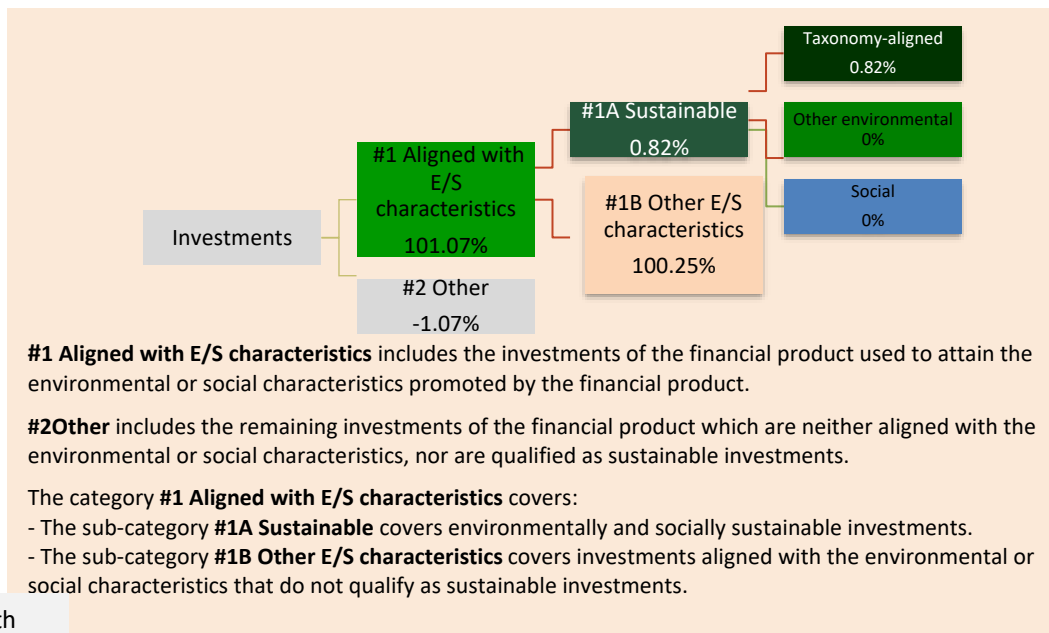 Taxonomy-aligned
0.82%
#1A Sustainable
0.82%
Other environmental
0%
#1 Aligned with
E/S
characteristics
101.07%
Social
0%
#1B Other E/S
characteristics
100.25%
Investments
#2 Other
-1.07%
#1 Aligned with E/S characteristics includes the investments of the financial product used to attain the
environmental or social characteristics promoted by the financial product.
#2Other includes the remaining investments of the financial product which are neither aligned with the
environmental or social characteristics, nor are qualified as sustainable investments.
The category #1 Aligned with E/S characteristics covers:
- The sub-category #1A Sustainable covers environmentally and socially sustainable investments.
- The sub-category #1B Other E/S characteristics covers investments aligned with the environmental or
social characteristics that do not qualify as sustainable investments.